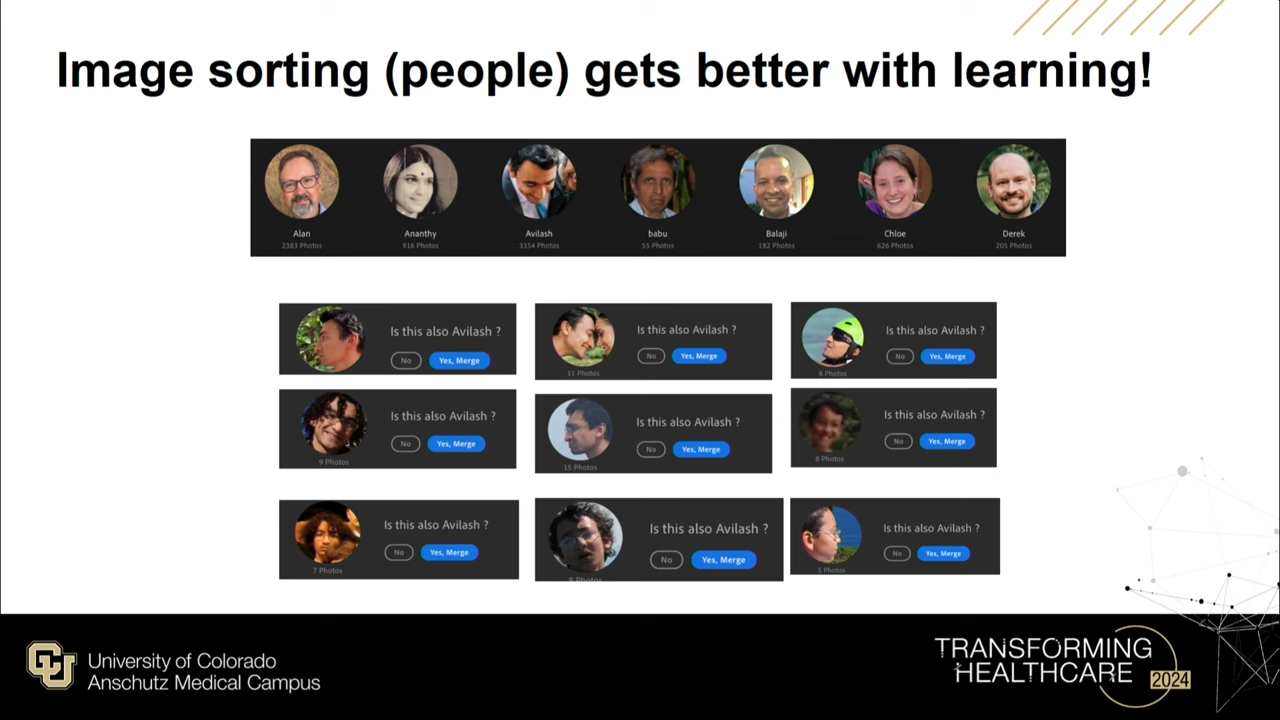 Image sorting (people) gets better with learning!
Alan
2383 Photos
Ananthy
916 Photos
Avilash
3354 Photos
babu
55 Photos
Balaji
182 Photos
Chloe
626 Photos
Derek
205 Photos
Is this also Avilash ?
No
Yes, Merge
Is this also Avilash ?
No
Yes, Merge
11 Photos
Is this also Avilash ?
No
Yes, Merge
8 Photos
Is this also Avilash ?
No
Yes, Merge
9 Photos
Is this also Avilash ?
No
Yes, Merge
15 Photos
Is this also Avilash ?
No
Yes, Merge
8 Photos
Is this also Avilash ?
No
Yes, Merge
7 Photos
Is this also Avilash ?
No
Yes, Merge
Photos
Is this also Avilash ?
No
Yes, Merge
5 Photos
CU
University of Colorado
Anschutz Medical Campus
TRANSFORMING
HEALTHCARE
2024